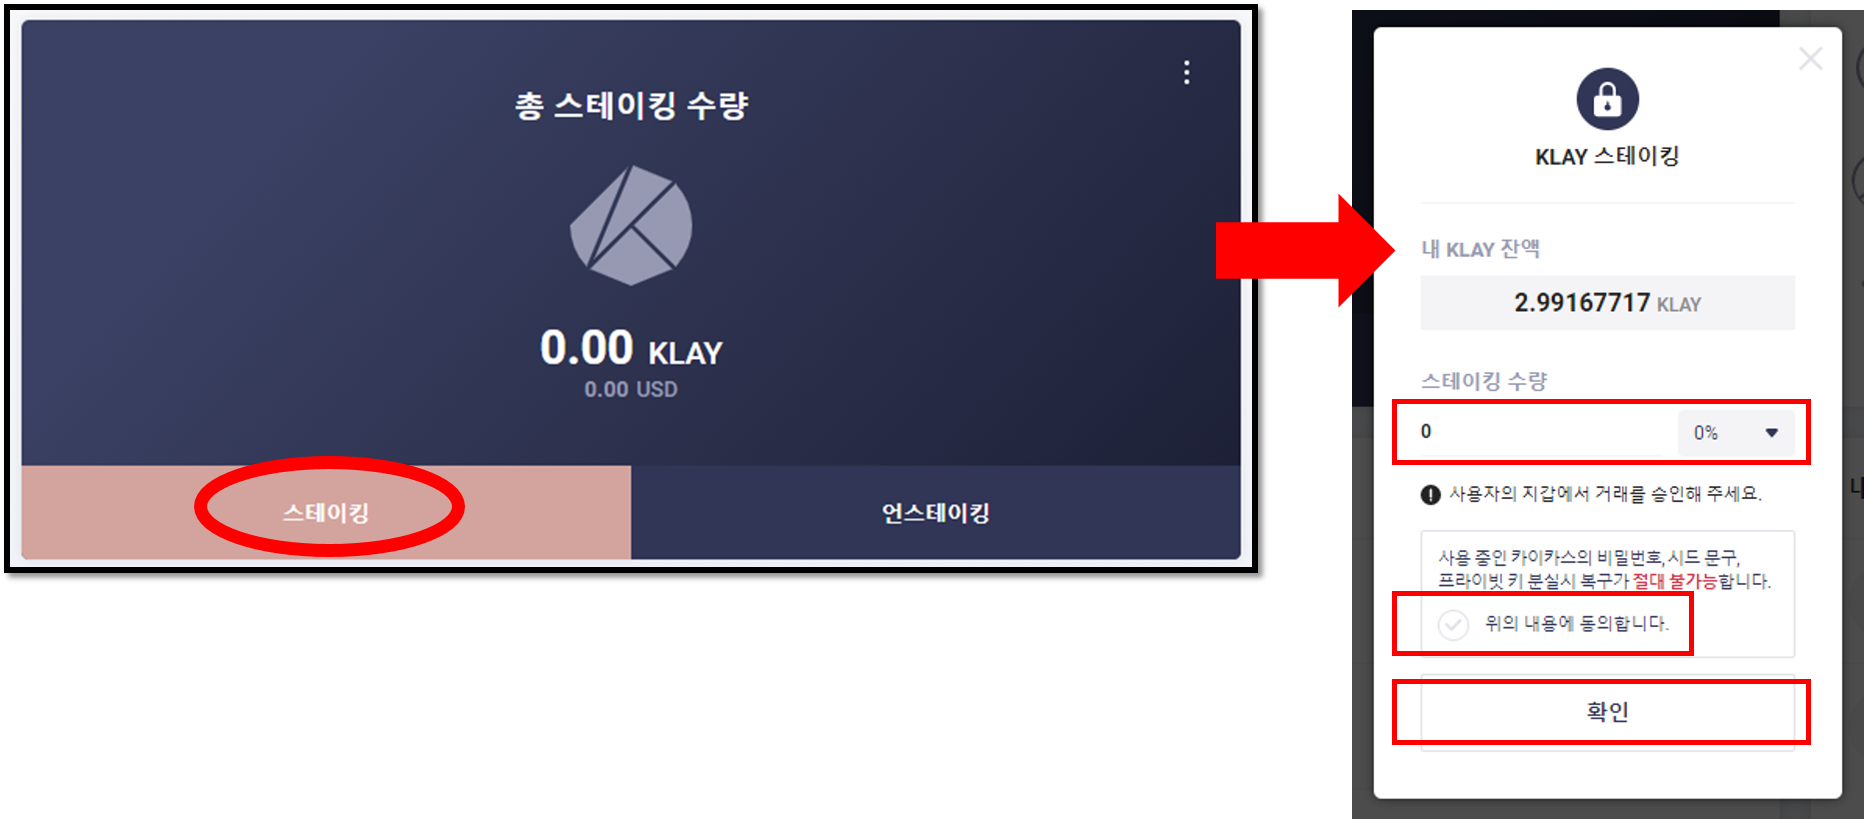 총 스테이킹 수량
0.00 KLAY
0.00 USD
스테이킹
언스테이킹
KLAY 스테이킹
내 KLAY 잔액
2.99167717 KLAY
스테이킹 수량
0
0%
사용자의 지갑에서 거래를 승인해 주세요.
사용 중인 카이카스의 비밀번호, 시드 문구,
프라이빗 키 분실시 복구가 절대 불가능합니다.
위의 내용에 동의합니다.
확인